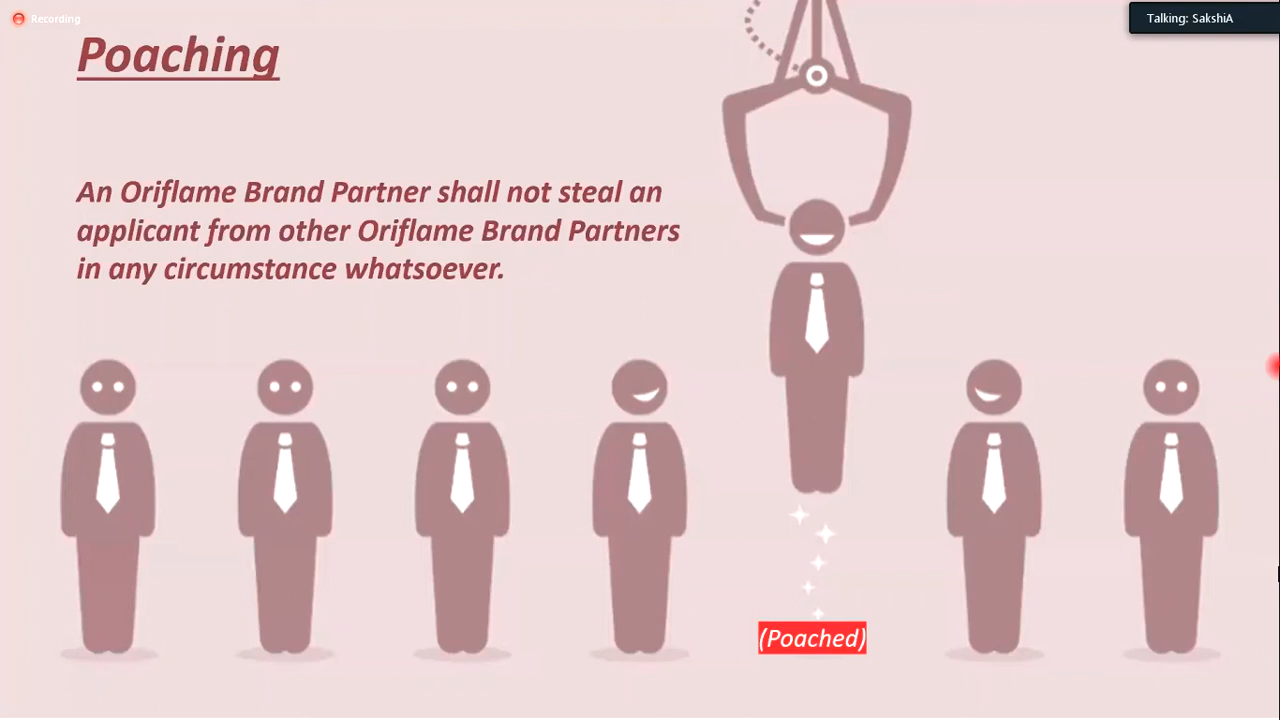 Recording
Talking: SakshiA
Poaching
An Oriflame Brand Partner shall not steal an
applicant from other Oriflame Brand Partners
in any circumstance whatsoever.
(Poached)